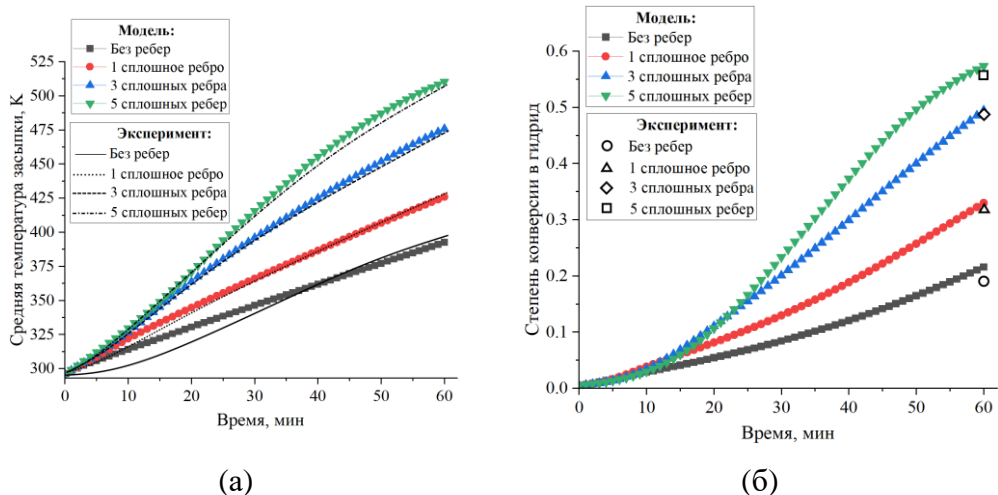 Модель:
Без ребер
1 сплошное ребро
3 сплошных ребра
5 сплошных ребер
Эксперимент:
Без ребер
1 сплошное ребро
3 сплошных ребра
5 сплошных ребер
Средняя температура засыпки, К
525
500
475
450
425
400
375
350
325
300
0
10
20
30
40
50
60
Время, мин
(а)
Модель:
Без ребер
1 сплошное ребро
3 сплошных ребра
5 сплошных ребер
Эксперимент:
Без ребер
1 сплошное ребро
3 сплошных ребра
5 сплошных ребер
Степень конверсии в гидрид
0.6
0.5
0.4
0.3
0.2
0.1
0.0
0
10
20
30
40
50
60
Время, мин
(б)